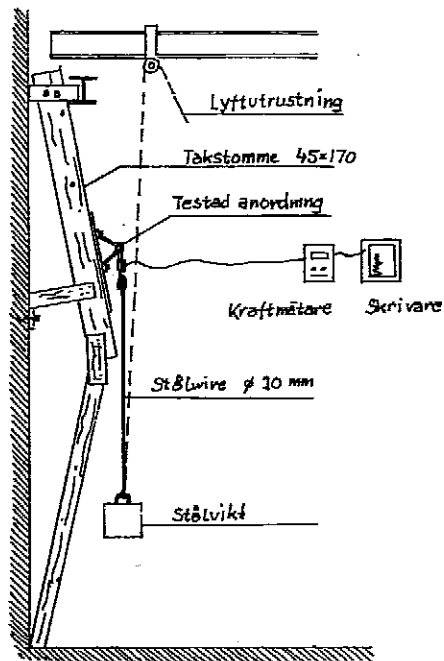 Lyftutrustning
Takstomme 45×170
Testad anordning
Kraftmätare
Skrivare
Stålwire ø 10 mm
Stålvikt